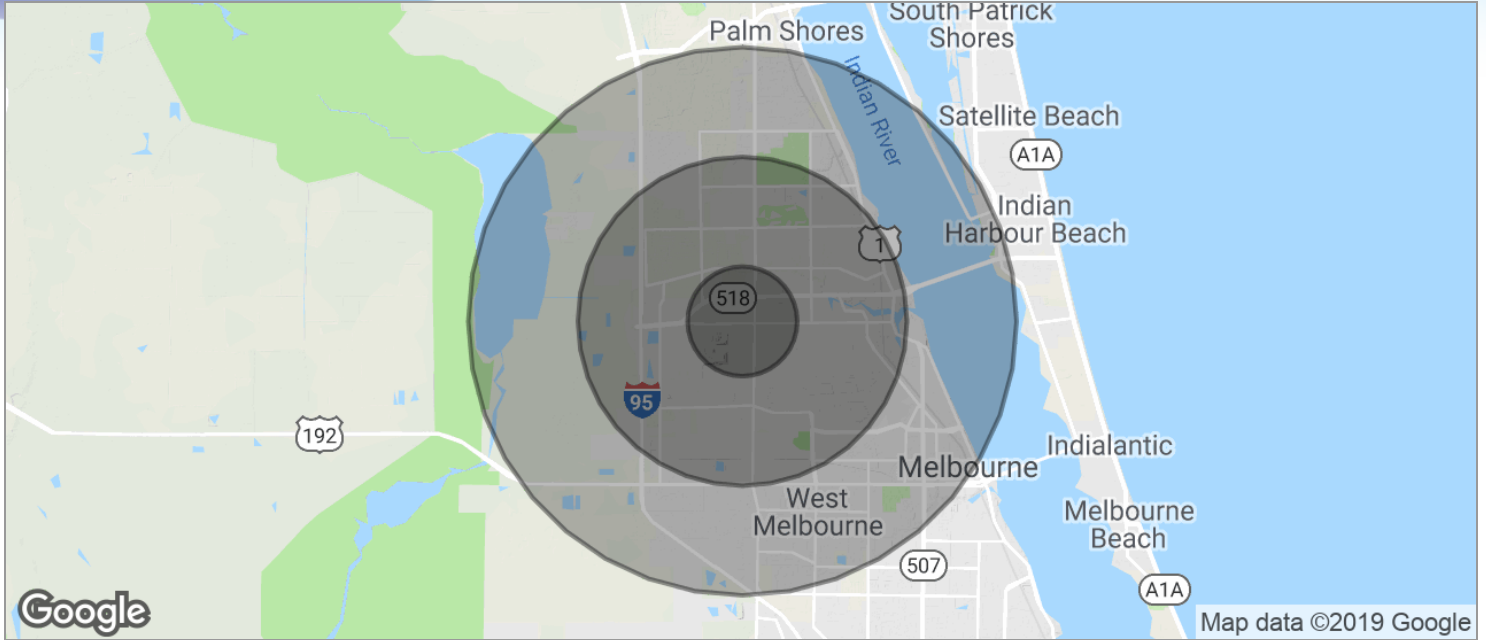 South Patrick
Shores
Palm Shores
Indian River
Satellite Beach
A1A
Indian
Harbour Beach
1
518
95
192
Indialantic
Melbourne
West
Melbourne
Melbourne
Beach
507
A1A
Google
Map data ©2019 Google